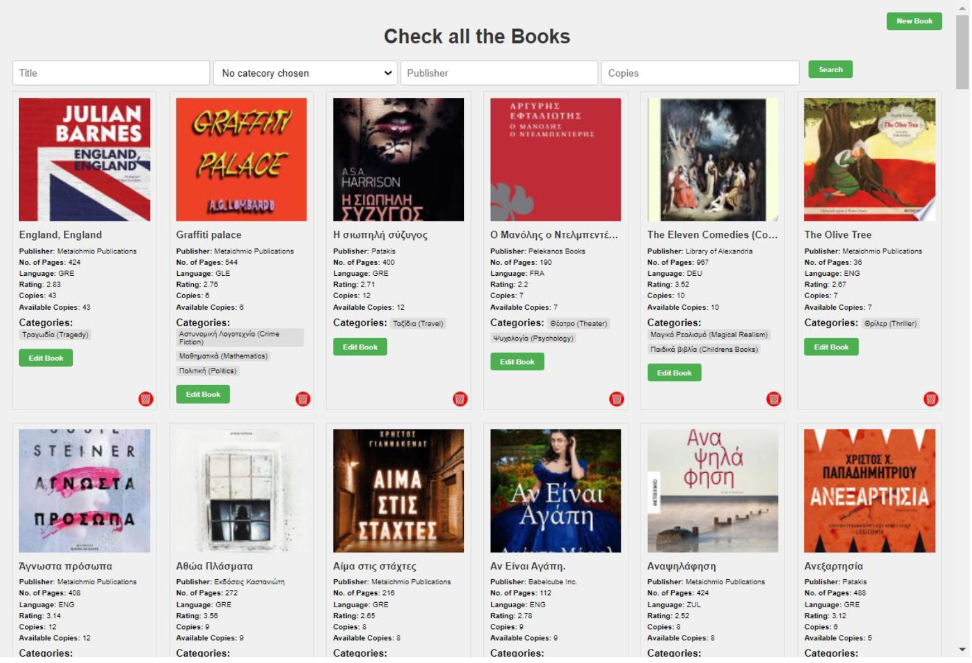 New Book
Check all the Books
Title
No catecory chosen
Publisher
Copies
Search
JULIAN
BARNES
ENGLAND,
ENGLAND
England, England
Publisher: Metaichmio Publications
No. of Pages: 424
Language: GRE
Rating: 2.83
Copies: 43
Available Copies: 43
Categories:
Τραγωδία (Tragedy)
Edit Book
GRAFFITI
PALACE
A.G. LOMBARDO
Graffiti palace
Publisher: Metaichmio Publications
No. of Pages: 544
Language: GLE
Rating: 2.76
Copies: 6
Available Copies: 6
Categories:
Αστυνομική Λογοτεχνία (Crime
Fiction)
Μαθηματικά (Mathematics)
Πολιτική (Politics)
Edit Book
A.S.A.
HARRISON
Η ΣΙΩΠΗΛΗ
ΣΥΖΥΓΟΣ
Η σιωπηλή σύζυγος
Publisher: Patakis
No. of Pages: 400
Language: GRE
Rating: 2.71
Copies: 12
Available Copies: 12
Categories: Ταξίδια (Travel)
Edit Book
ΑΡΓΥΡΗΣ
ΕΦΤΑΛΙΩΤΗΣ
Ο ΜΑΝΟΛΗΣ
Ο ΝΤΕΛΜΠΕΝΤΕΡΗΣ
Ο Μανόλης ο Ντελμπεντέ...
Publisher: Pelekanos Books
No. of Pages: 190
Language: FRA
Rating: 2.2
Copies: 7
Available Copies: 7
Categories: Θέατρο (Theater)
Ψυχολογία (Psychology)
Edit Book
The Eleven Comedies (Co...
Publisher: Library of Alexandria
No. of Pages: 967
Language: DEU
Rating: 3.52
Copies: 10
Available Copies: 10
Categories:
Μαγικό Ρεαλισμό (Magical Realism)
Παιδικά βιβλία (Childrens Books)
Edit Book
The Olive Tree
The Olive Tree
Publisher: Metaichmio Publications
No. of Pages: 36
Language: ENG
Rating: 2.67
Copies: 7
Available Copies: 7
Categories: Θρίλερ (Thriller)
Edit Book
STEINER
ΑΓΝΩΣΤΑ
ΠΡΟΣΩΠΑ
Άγνωστα πρόσωπα
Publisher: Metaichmio Publications
No. of Pages: 408
Language: ENG
Rating: 3.14
Copies: 12
Available Copies: 12
Categories:
Αθώα Πλάσματα
Publisher: Εκδόσεις Καστανιώτη
No. of Pages: 272
Language: GRE
Rating: 3.56
Copies: 9
Available Copies: 9
Categories:
ΧΡΗΣΤΟΣ
ΓΙΑΝΝΑΚΕΝΑΣ
ΑΙΜΑ
ΣΤΙΣ
ΣΤΑΧΤΕΣ
Αίμα στις στάχτες
Publisher: Metaichmio Publications
No. of Pages: 216
Language: GRE
Rating: 2.65
Copies: 8
Available Copies: 8
Categories:
Αν Είναι
Αγάπη
Αν Είναι Αγάπη.
Publisher: Babelcube Inc.
No. of Pages: 112
Language: ENG
Rating: 2.78
Copies: 9
Available Copies: 9
Categories:
Ανα
ψηλά
φηση
Αναψηλάφηση
Publisher: Metaichmio Publications
No. of Pages: 424
Language: ZUL
Rating: 2.52
Copies: 8
Available Copies: 8
Categories:
ΧΡΙΣΤΟΣ Χ.
ΠΑΠΑΔΗΜΗΤΡΙΟΥ
ΑΝΕΞΑΡΤΗΣΙΑ
Ανεξαρτησία
Publisher: Patakis
No. of Pages: 488
Language: GRE
Rating: 3.12
Copies: 6
Available Copies: 5
Categories: